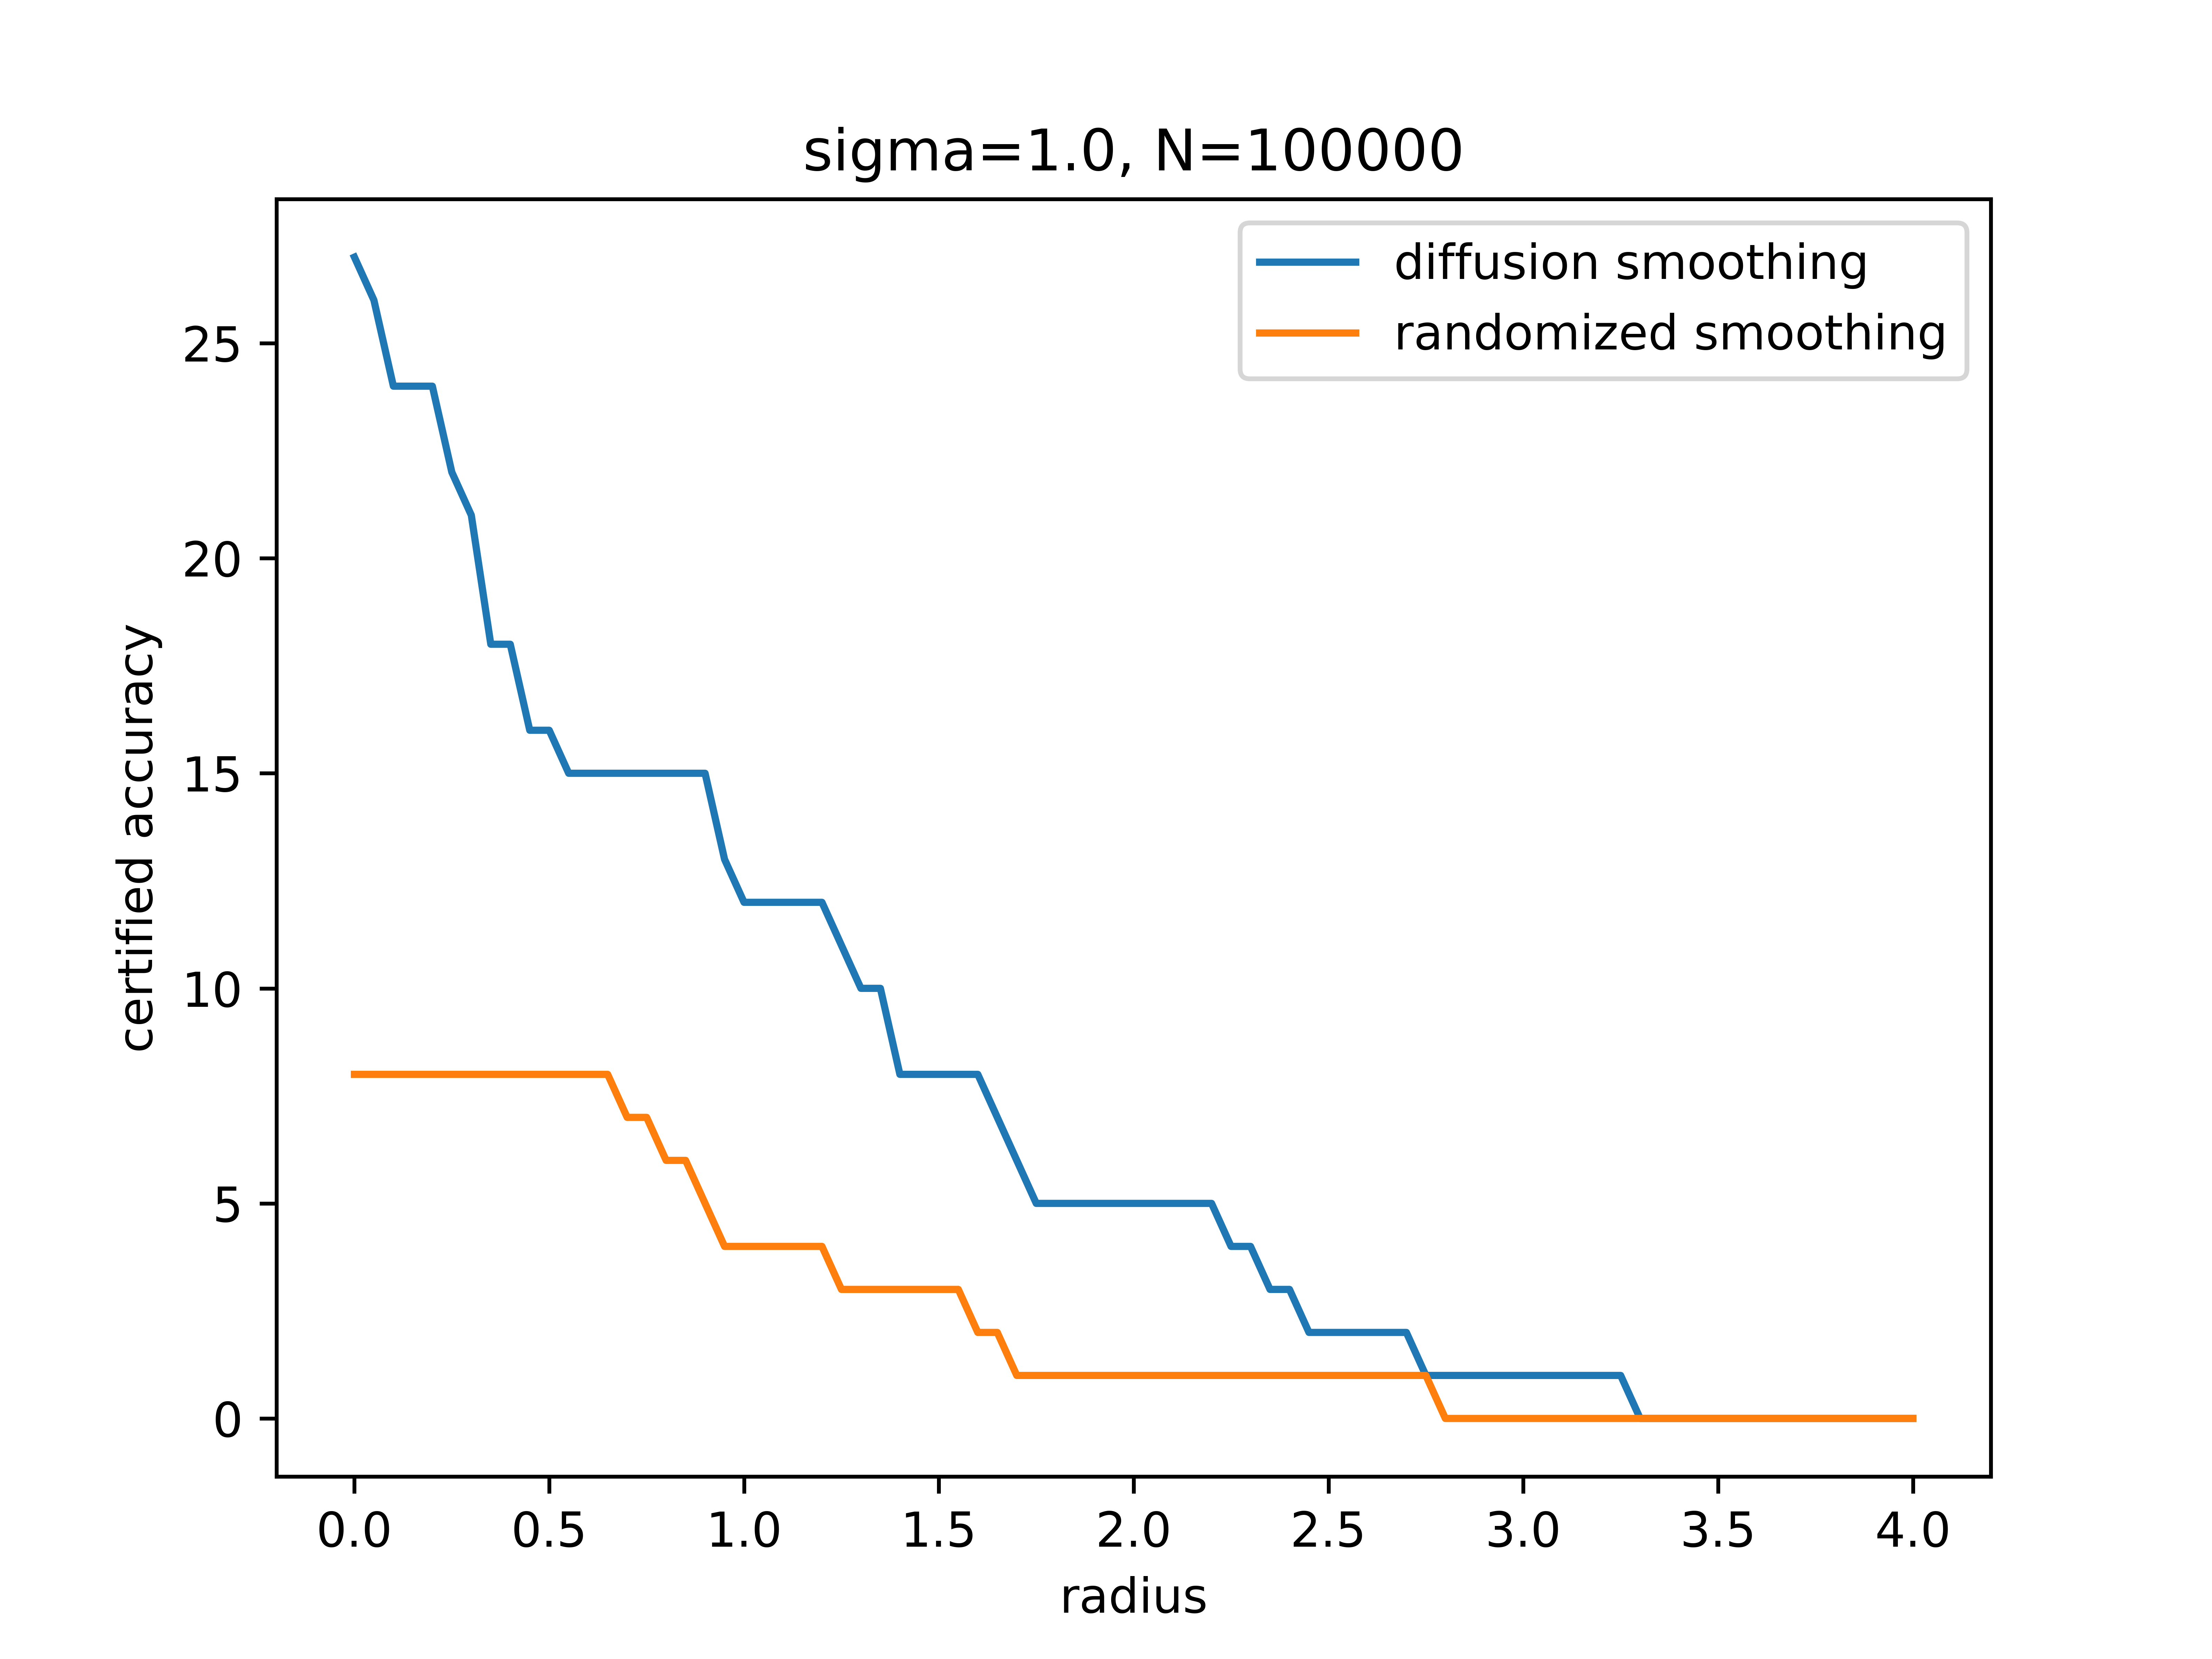 sigma=1.0, N=100000
diffusion smoothing
randomized smoothing
certified accuracy
25
20
15
10
5
0
0.0 0.5 1.0 1.5 2.0 2.5 3.0 3.5 4.0
radius